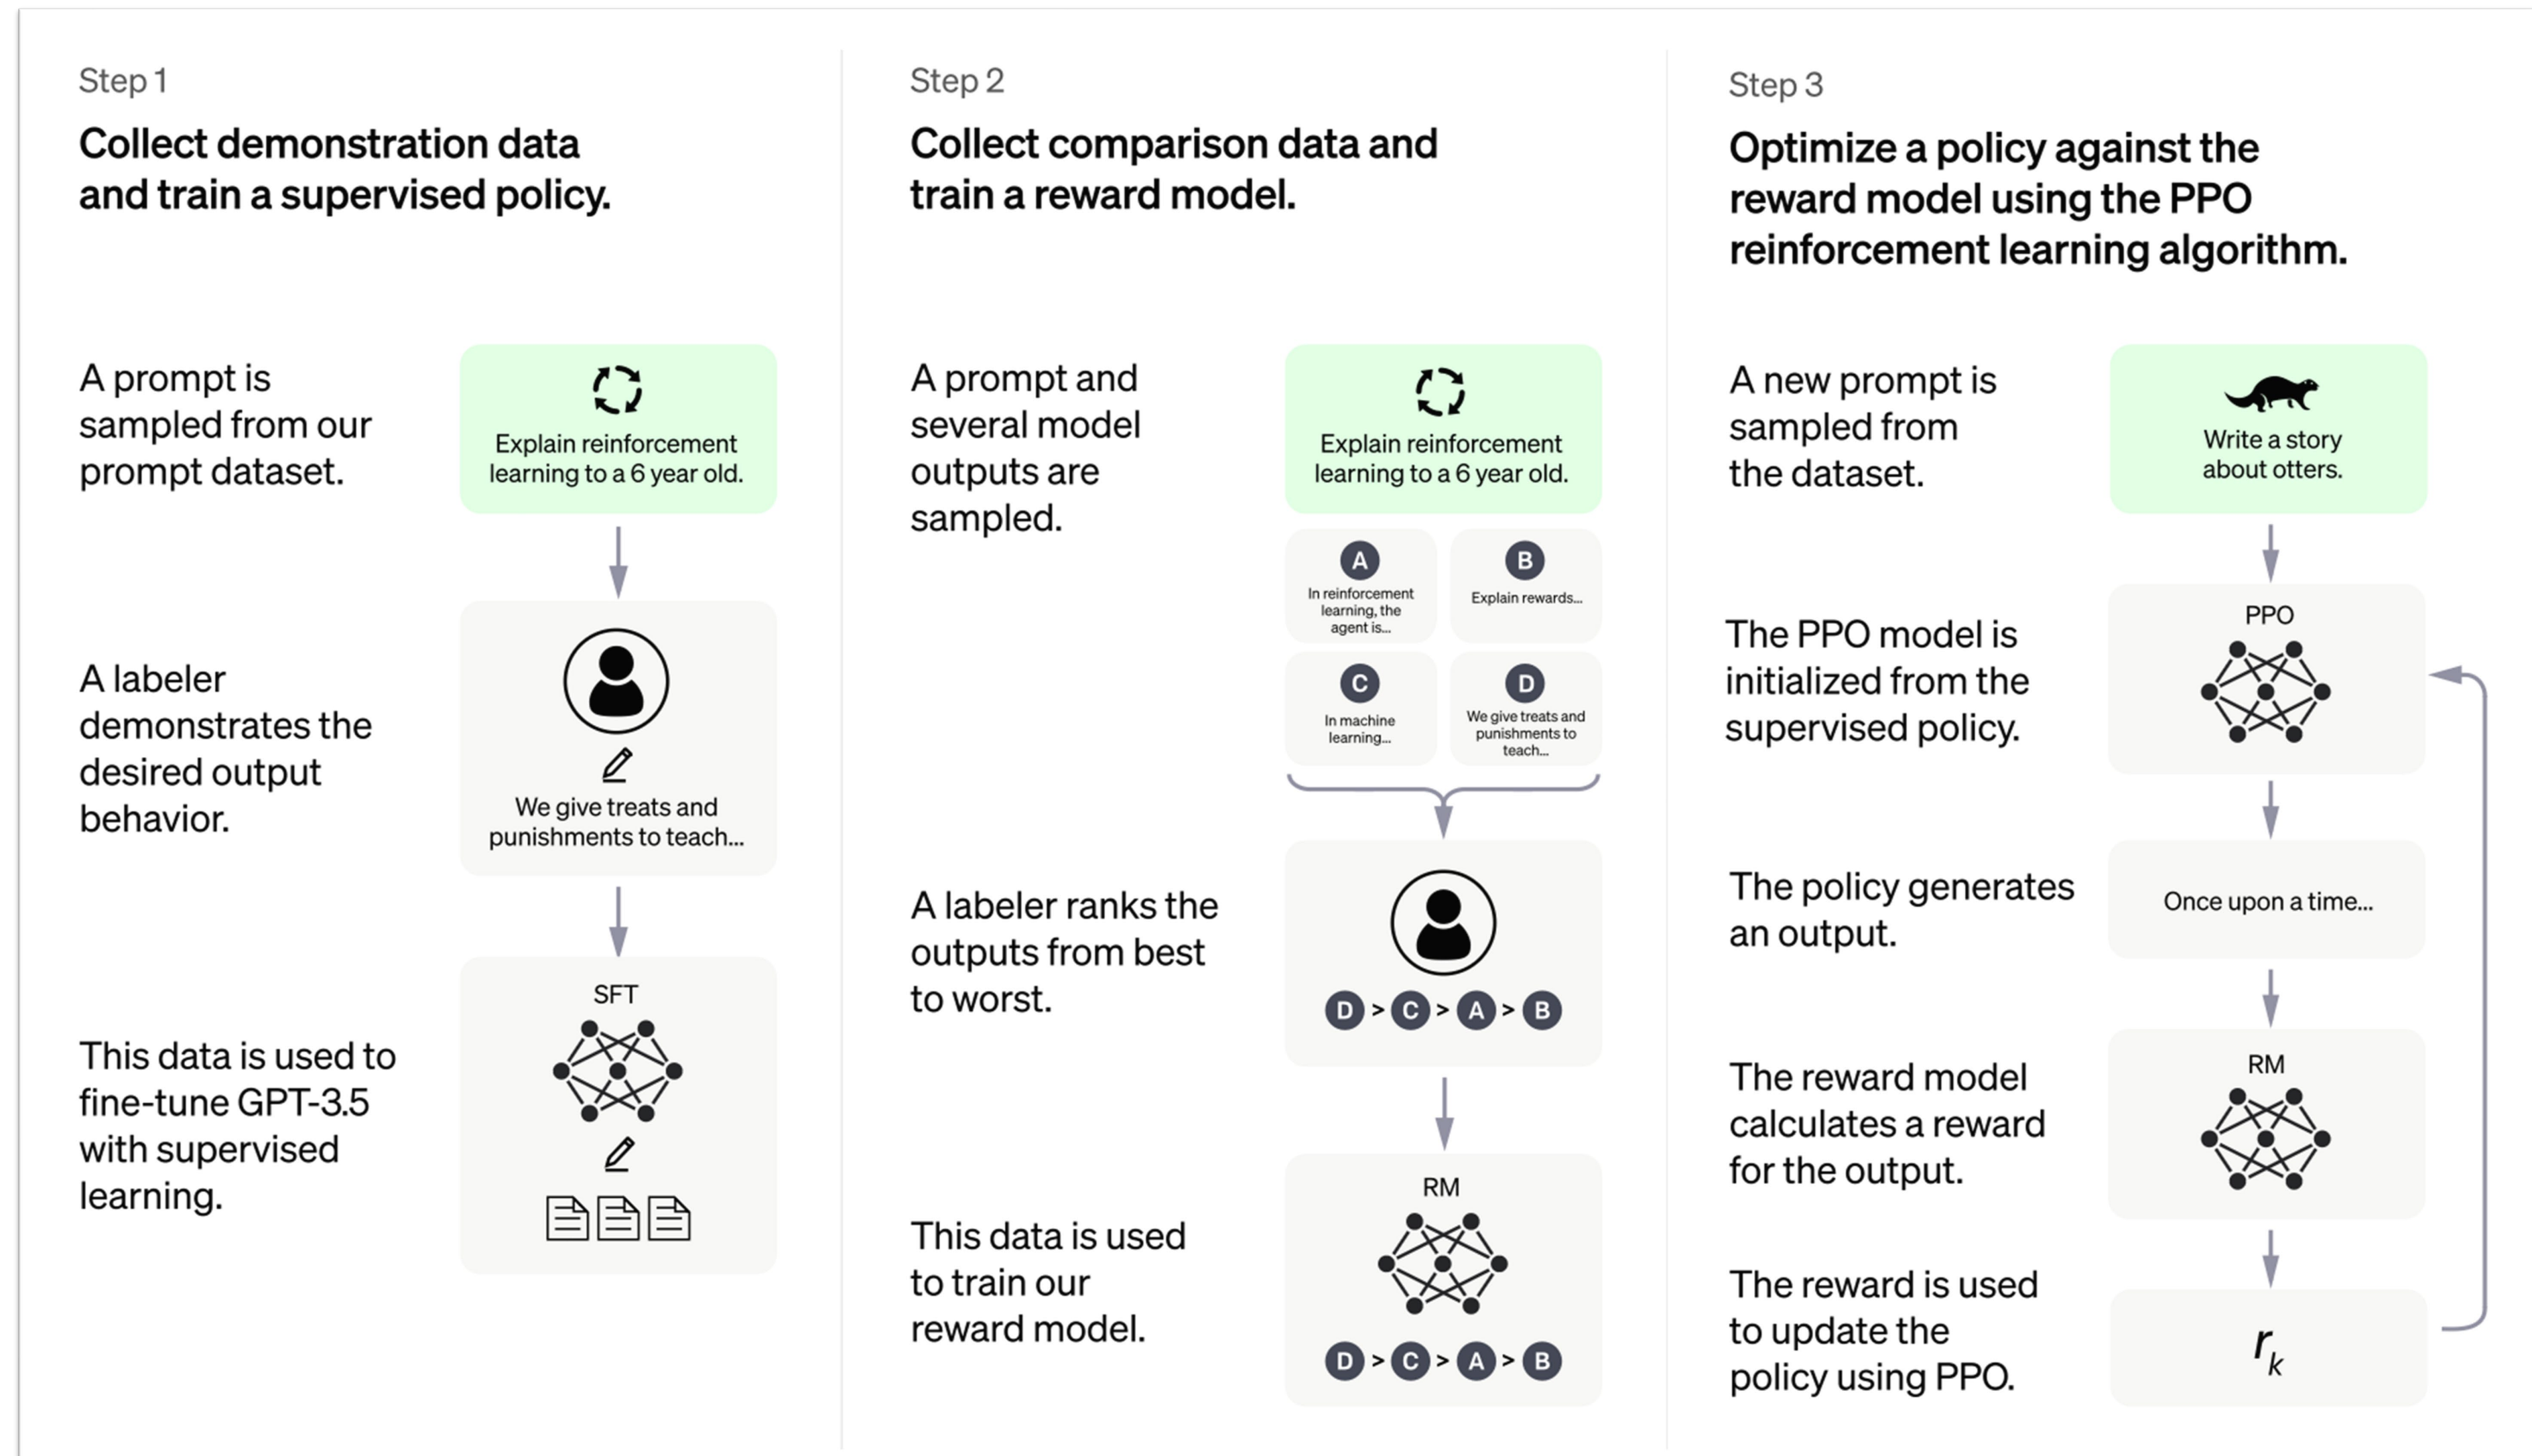 Step 1
Collect demonstration data
and train a supervised policy.
A prompt is
sampled from our
prompt dataset.
Explain reinforcement
learning to a 6 year old.
A labeler
demonstrates the
desired output
behavior.
We give treats and
punishments to teach...
This data is used to
fine-tune GPT-3.5
with supervised
learning.
SFT
Step 2
Collect comparison data and
train a reward model.
A prompt and
several model
outputs are
sampled.
Explain reinforcement
learning to a 6 year old.
A
In reinforcement
learning, the
agent is...
B
Explain rewards...
C
In machine
learning...
D
We give treats and
punishments to
teach...
A labeler ranks the
outputs from best
to worst.
D > C > A > B
This data is used
to train our
reward model.
RM
D > C > A > B
Step 3
Optimize a policy against the
reward model using the PPO
reinforcement learning algorithm.
A new prompt is
sampled from
the dataset.
Write a story
about otters.
The PPO model is
initialized from the
supervised policy.
PPO
The policy generates
an output.
Once upon a time...
The reward model
calculates a reward
for the output.
RM
The reward is used
to update the
policy using PPO.
r_k